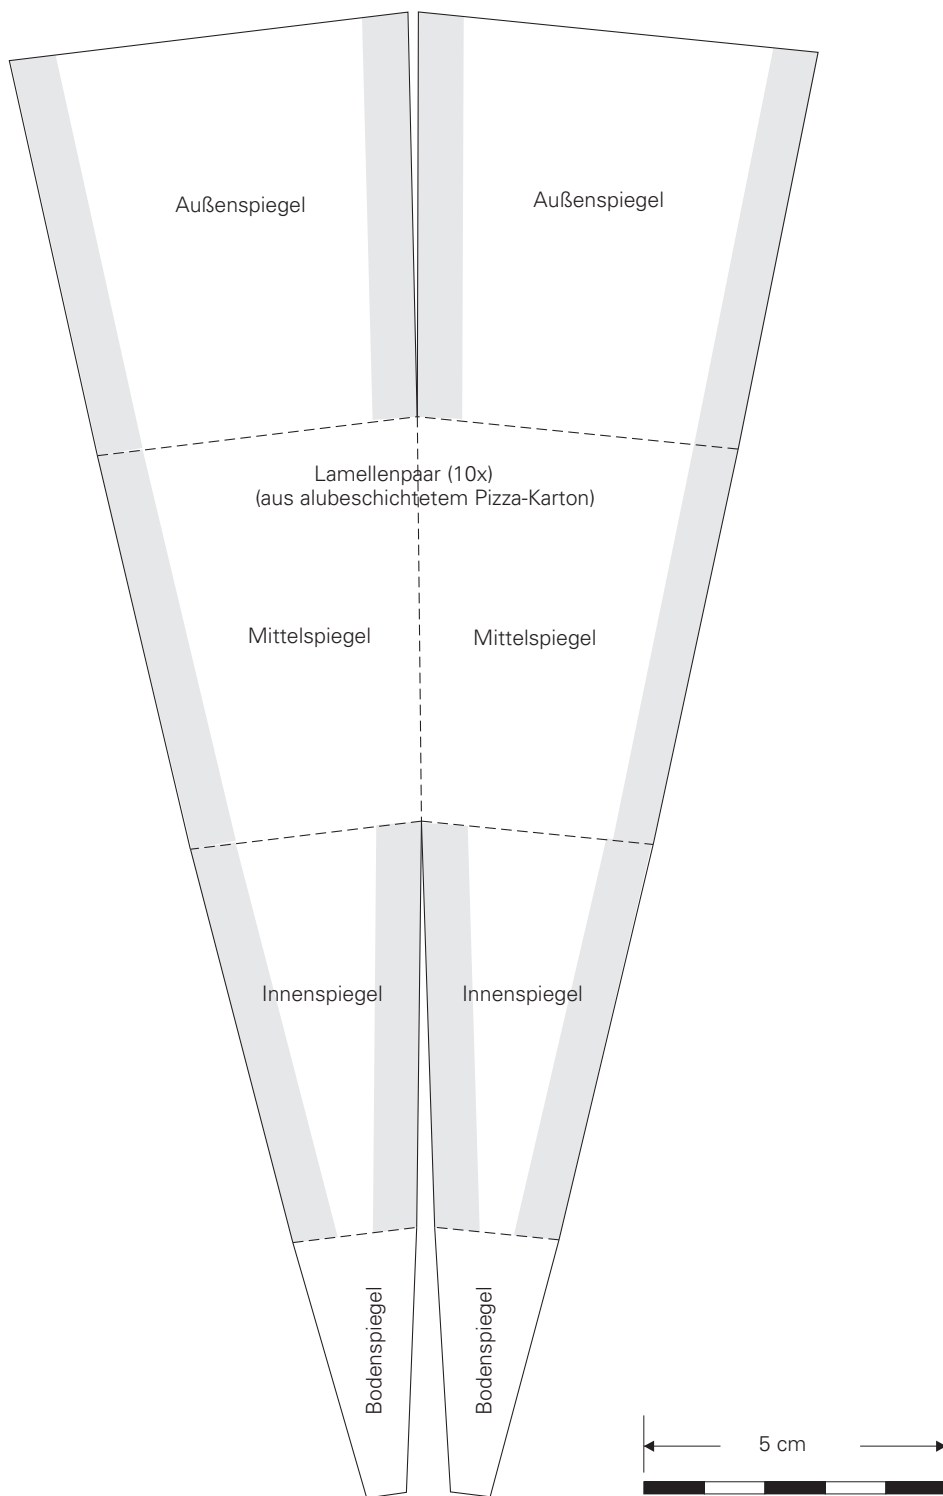 Außenspiegel
Außenspiegel
Lamellenpaar (10x)
(aus alubeschichtetem Pizza-Karton)
Mittelspiegel
Mittelspiegel
Innenspiegel
Innenspiegel
Bodenspiegel
Bodenspiegel
5 cm